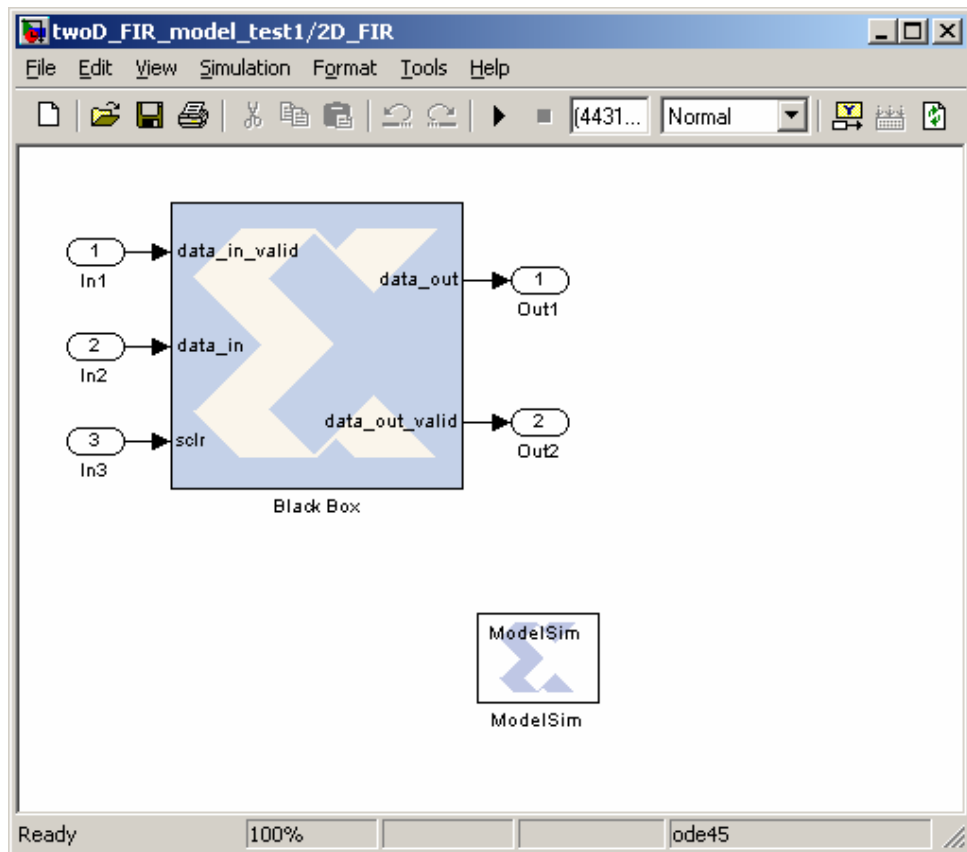 twoD_FIR_model_test1/2D_FIR
File Edit View Simulation Format Tools Help
(4431... Normal
1
In1
data_in_valid
data_out
1
Out1
2
In2
data_in
data_out_valid
2
Out2
3
In3
sclr
Black Box
ModelSim
ModelSim
Ready 100% ode45